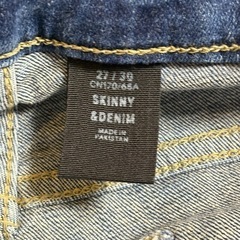 27 / 30
CN170/68A
SKINNY
&DENIM
MADE IN
PAKISTAN